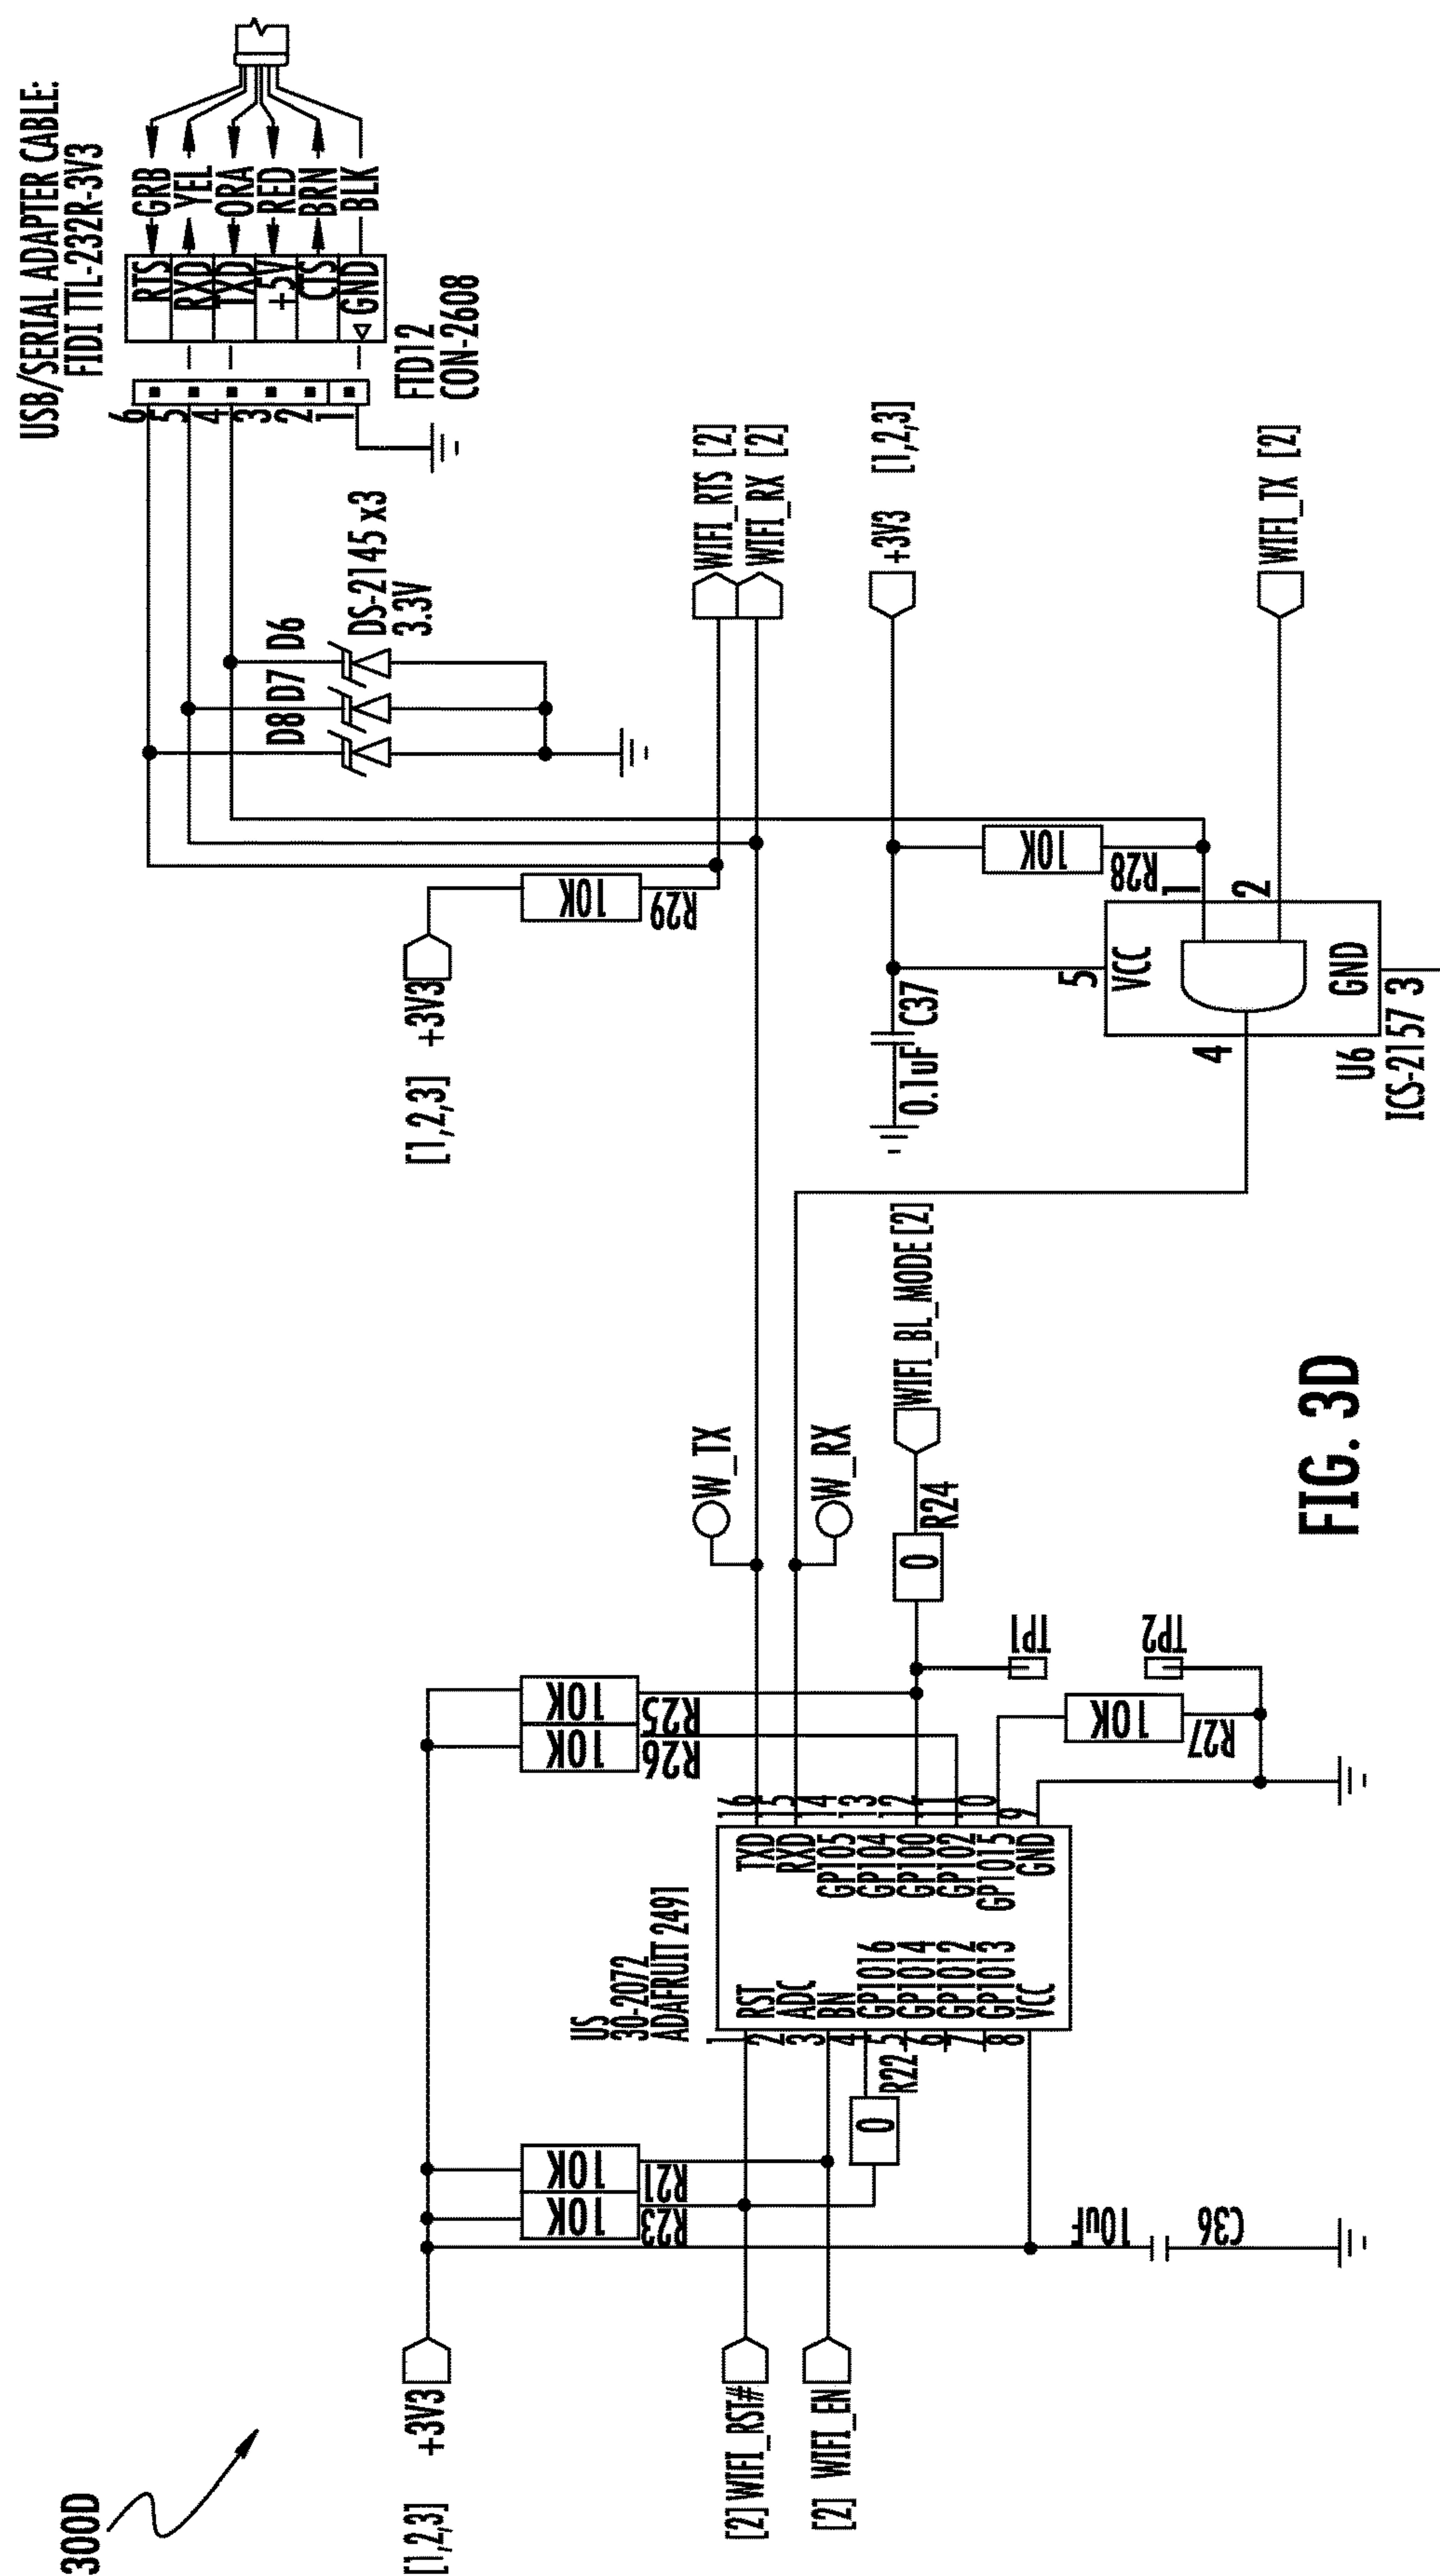 300D
USB/SERIAL ADAPTER CABLE:
FIDI TTL-232R-3V3
RTS
RXD
TXD
+5V
CTS
GND
GRB
YEL
ORA
RED
BRN
BLK
6
5
4
3
2
1
FTD12
CON-2608
D8
D7
D6
DS-2145 x3
3.3V
[1,2,3] +3V3
10K
R29
WIFI_RTS [2]
WIFI_RX [2]
+3V3 [1,2,3]
WIFI_TX [2]
10K
R28
C37
0.1uF
1
2
5
VCC
GND
4
3
U6
ICS-2157
[1,2,3] +3V3
10K
R21
10K
R23
10K
R25
10K
R26
W_TX
W_RX
WIFI_BL_MODE [2]
0
R24
TP1
TP2
10K
R27
US
30-2072
ADAFRUTT 2491
1
2
3
4
5
6
7
8
RST
ADC
BN
GPIO16
GPIO14
GPIO12
GPIO13
VCC
TXD
RXD
GPIO5
GPIO4
GPIO0
GPIO2
GPIO15
GND
16
15
14
13
12
11
10
9
0
R22
10uF
C36
[2] WIFI_RST#
[2] WIFI_EN
FIG. 3D